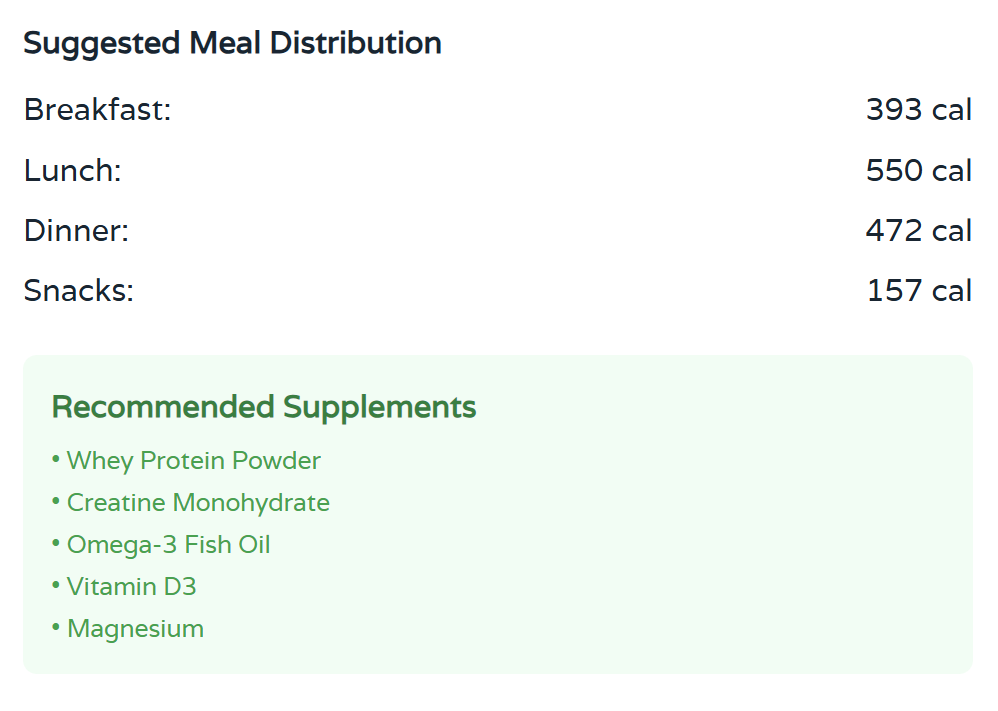 Suggested Meal Distribution
Breakfast: 393 cal
Lunch: 550 cal
Dinner: 472 cal
Snacks: 157 cal
Recommended Supplements
• Whey Protein Powder
• Creatine Monohydrate
• Omega-3 Fish Oil
• Vitamin D3
• Magnesium